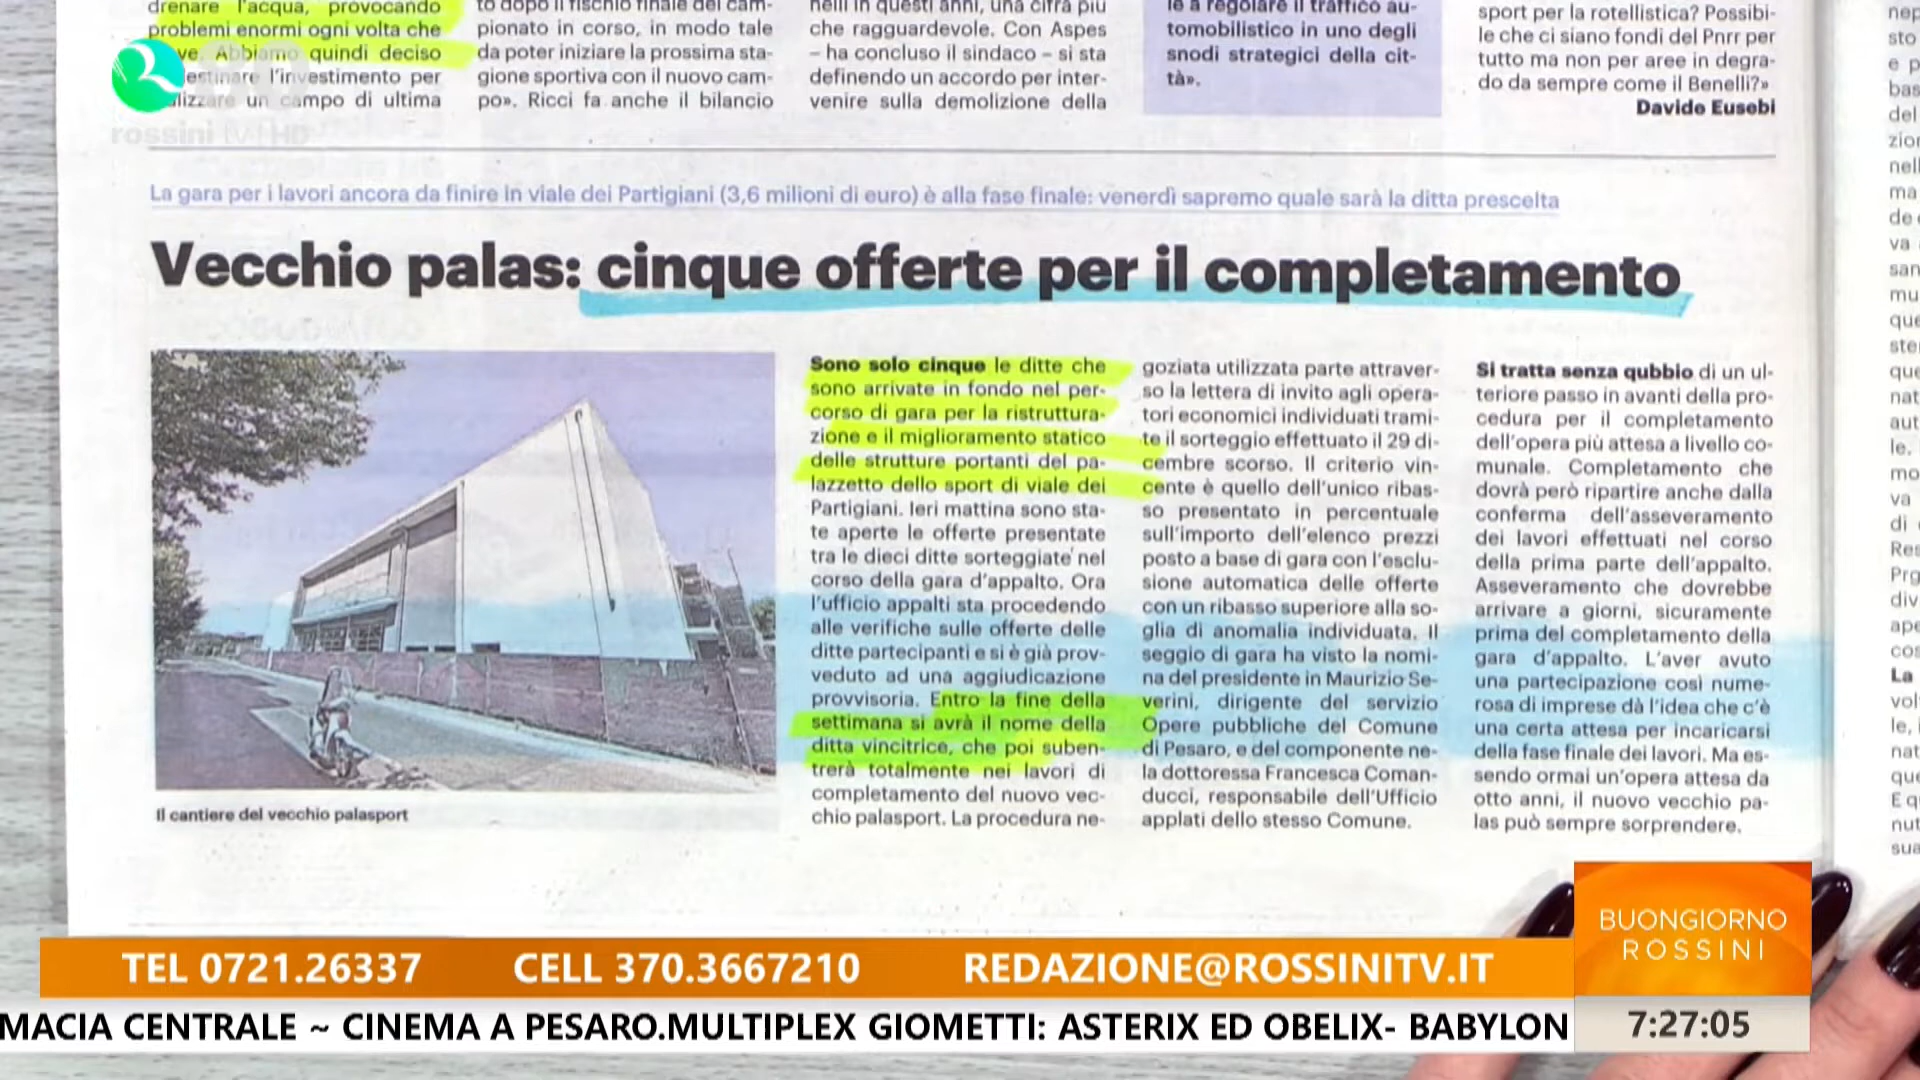 drenare l'acqua, provocando
problemi enormi ogni volta che
Abbiamo quindi deciso
l'investimento per
un campo di ultima
to dopo il fischio finale del cam-
pionato in corso, in modo tale
da poter iniziare la prossima sta-
gione sportiva con il nuovo cam-
po». Ricci fa anche il bilancio
nelli in questi anni, una cifra più
che ragguardevole. Con Aspes
– ha concluso il sindaco – si sta
definendo un accordo per inter-
venire sulla demolizione della
le a regolare il traffico au-
tomobilistico in uno degli
snodi strategici della cit-
tà».
sport per la rotellistica? Possibi-
le che ci siano fondi del Pnrr per
tutto ma non per aree in degra-
do da sempre come il Benelli?»
Davide Eusebi
rossini tv HD
La gara per i lavori ancora da finire in viale dei Partigiani (3,6 milioni di euro) è alla fase finale: venerdì sapremo quale sarà la ditta prescelta
Vecchio palas: cinque offerte per il completamento
Il cantiere del vecchio palasport
Sono solo cinque le ditte che
sono arrivate in fondo nel per-
corso di gara per la ristruttura-
zione e il miglioramento statico
delle strutture portanti del pa-
lazzetto dello sport di viale dei
Partigiani. Ieri mattina sono sta-
te aperte le offerte presentate
tra le dieci ditte sorteggiate nel
corso della gara d'appalto. Ora
l'ufficio appalti sta procedendo
alle verifiche sulle offerte delle
ditte partecipanti e si è già prov-
veduto ad una aggiudicazione
provvisoria. Entro la fine della
settimana si avrà il nome della
ditta vincitrice, che poi suben-
trerà totalmente nei lavori di
completamento del nuovo vec-
chio palasport. La procedura ne-
goziata utilizzata parte attraver-
so la lettera di invito agli opera-
tori economici individuati trami-
te il sorteggio effettuato il 29 di-
cembre scorso. Il criterio vin-
cente è quello dell'unico ribas-
so presentato in percentuale
sull'importo dell'elenco prezzi
posto a base di gara con l'esclu-
sione automatica delle offerte
con un ribasso superiore alla so-
glia di anomalia individuata. Il
seggio di gara ha visto la nomi-
na del presidente in Maurizio Se-
verini, dirigente del servizio
Opere pubbliche del Comune
di Pesaro, e del componente ne-
la dottoressa Francesca Coman-
ducci, responsabile dell'Ufficio
applati dello stesso Comune.
Si tratta senza qubbio di un ul-
teriore passo in avanti della pro-
cedura per il completamento
dell'opera più attesa a livello co-
munale. Completamento che
dovrà però ripartire anche dalla
conferma dell'asseveramento
dei lavori effettuati nel corso
della prima parte dell'appalto.
Asseveramento che dovrebbe
arrivare a giorni, sicuramente
prima del completamento della
gara d'appalto. L'aver avuto
una partecipazione così nume-
rosa di imprese dà l'idea che c'è
una certa attesa per incaricarsi
della fase finale dei lavori. Ma es-
sendo ormai un'opera attesa da
otto anni, il nuovo vecchio pa-
las può sempre sorprendere.
TEL 0721.26337 CELL 370.3667210 REDAZIONE@ROSSINITV.IT
BUONGIORNO
ROSSINI
MACIA CENTRALE ~ CINEMA A PESARO.MULTIPLEX GIOMETTI: ASTERIX ED OBELIX- BABYLON
7:27:05